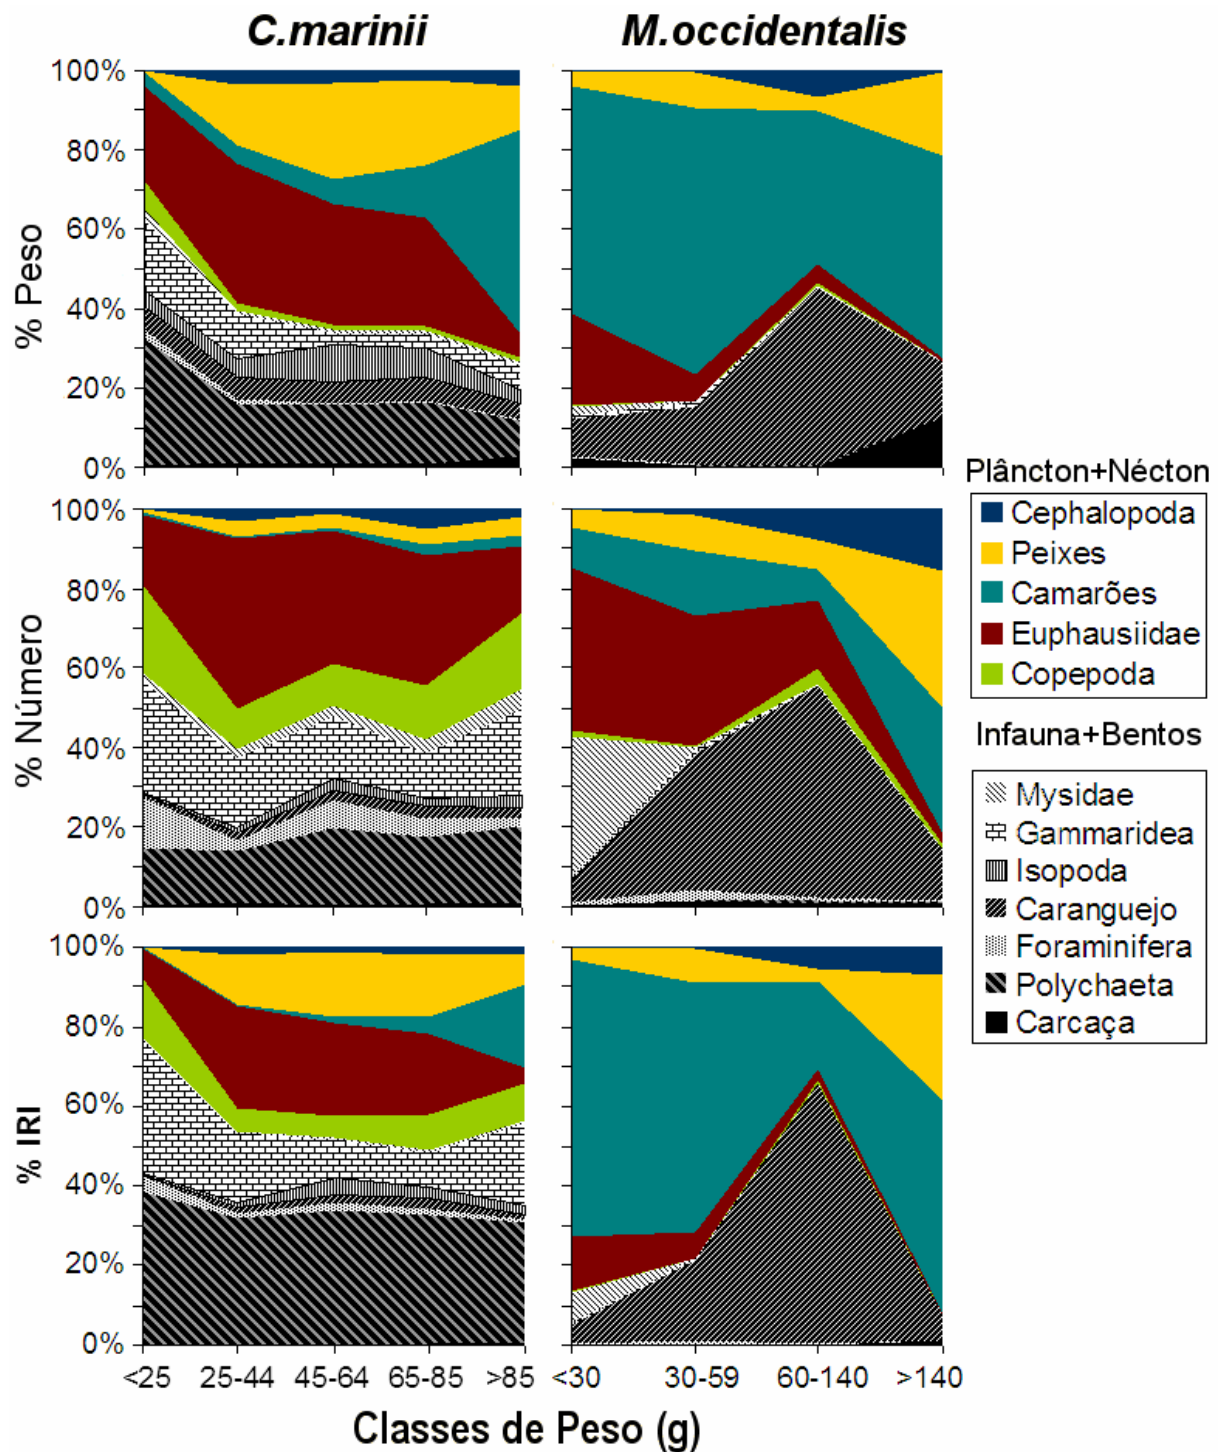 C.marinii
M.occidentalis
% Peso
100%
80%
60%
40%
20%
0%
% Número
100%
80%
60%
40%
20%
0%
% IRI
100%
80%
60%
40%
20%
0%
<25 25-44 45-64 65-85 >85
<30 30-59 60-140 >140
Classes de Peso (g)
Plâncton+Nécton
Cephalopoda
Peixes
Camarões
Euphausiidae
Copepoda
Infauna+Bentos
Mysidae
Gammaridea
Isopoda
Caranguejo
Foraminifera
Polychaeta
Carcaça